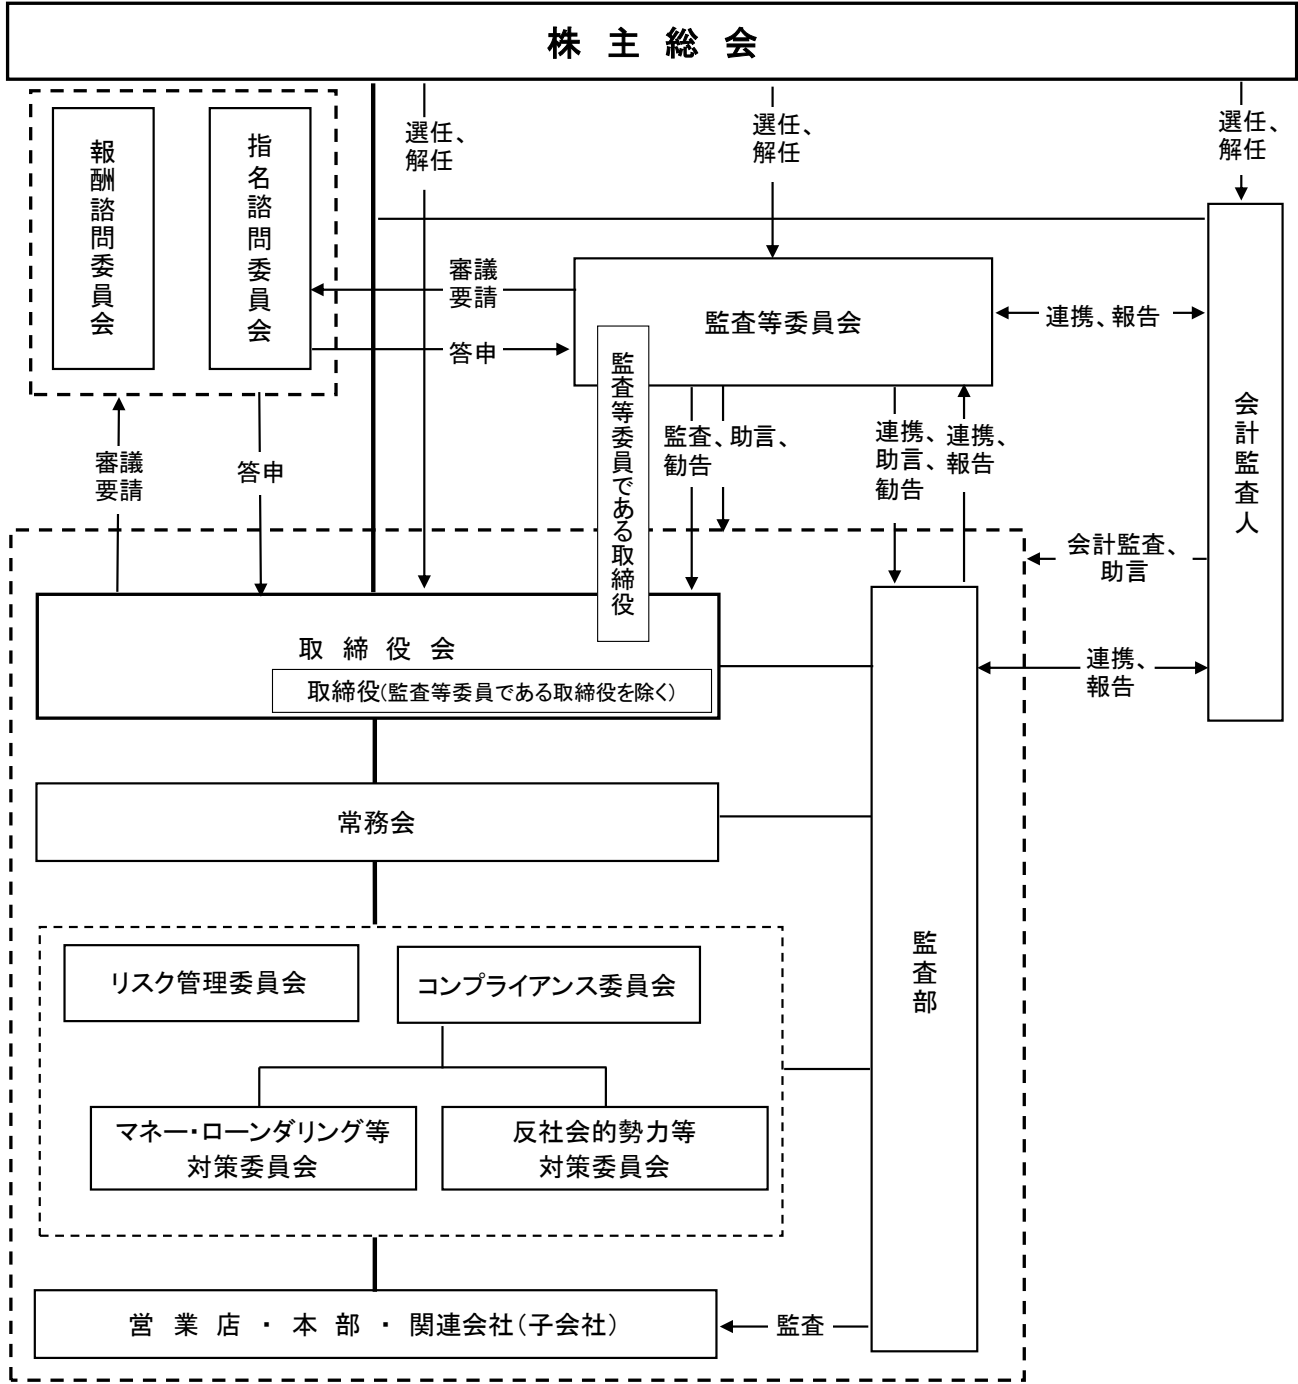 株主総会
報酬諮問委員会
指名諮問委員会
選任、
解任
選任、
解任
選任、
解任
審議
要請
答申
監査等委員会
連携、報告
会計監査人
監査等委員である取締役
監査、助言、
勧告
連携、
助言、
勧告
連携、
報告
審議
要請
答申
会計監査、
助言
取締役会
取締役(監査等委員である取締役を除く)
連携、
報告
常務会
監査部
リスク管理委員会
コンプライアンス委員会
マネー・ローンダリング等
対策委員会
反社会的勢力等
対策委員会
営業店・本部・関連会社(子会社)
監査